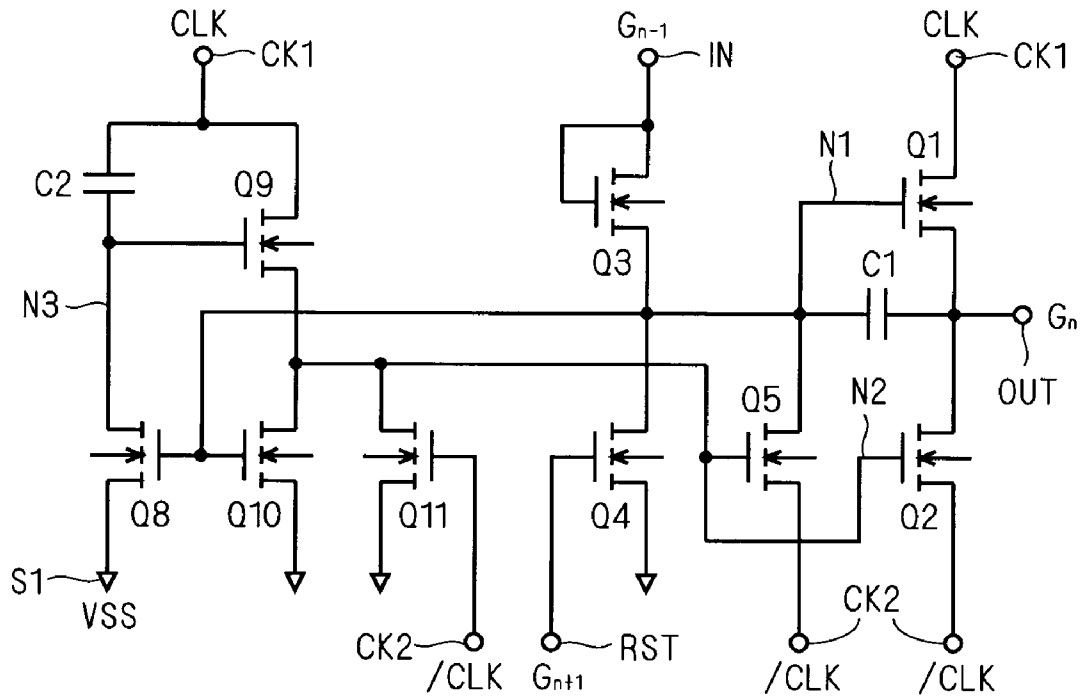 CLK
CK1
Gn-1
IN
CLK
CK1
C2
Q9
N1
Q1
Q3
C1
N3
Gn
OUT
Q5
N2
Q8
Q10
Q11
Q4
Q2
S1
VSS
CK2
/CLK
Gn+1
RST
CK2
/CLK
/CLK